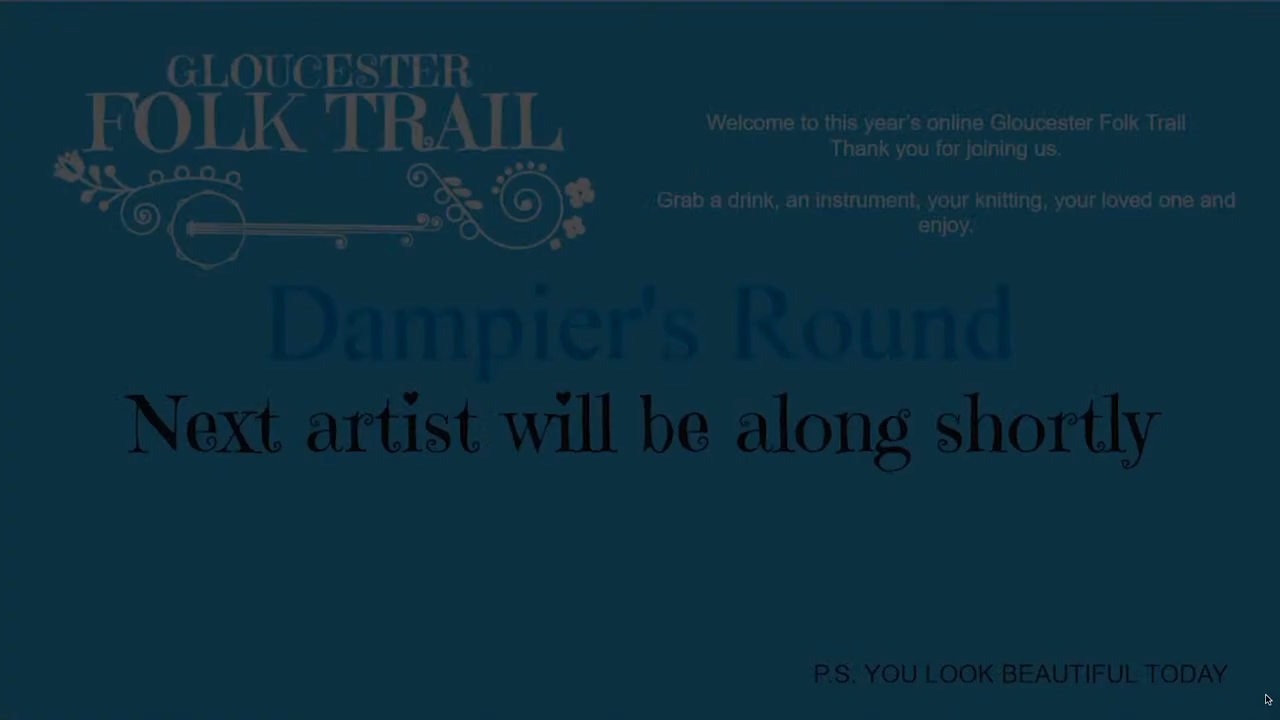 GLOUCESTER
FOLK TRAIL
Welcome to this year's online Gloucester Folk Trail
Thank you for joining us.
Grab a drink, an instrument, your knitting, your loved one and
enjoy.
Dampier's Round
Next artist will be along shortly
P.S. YOU LOOK BEAUTIFUL TODAY